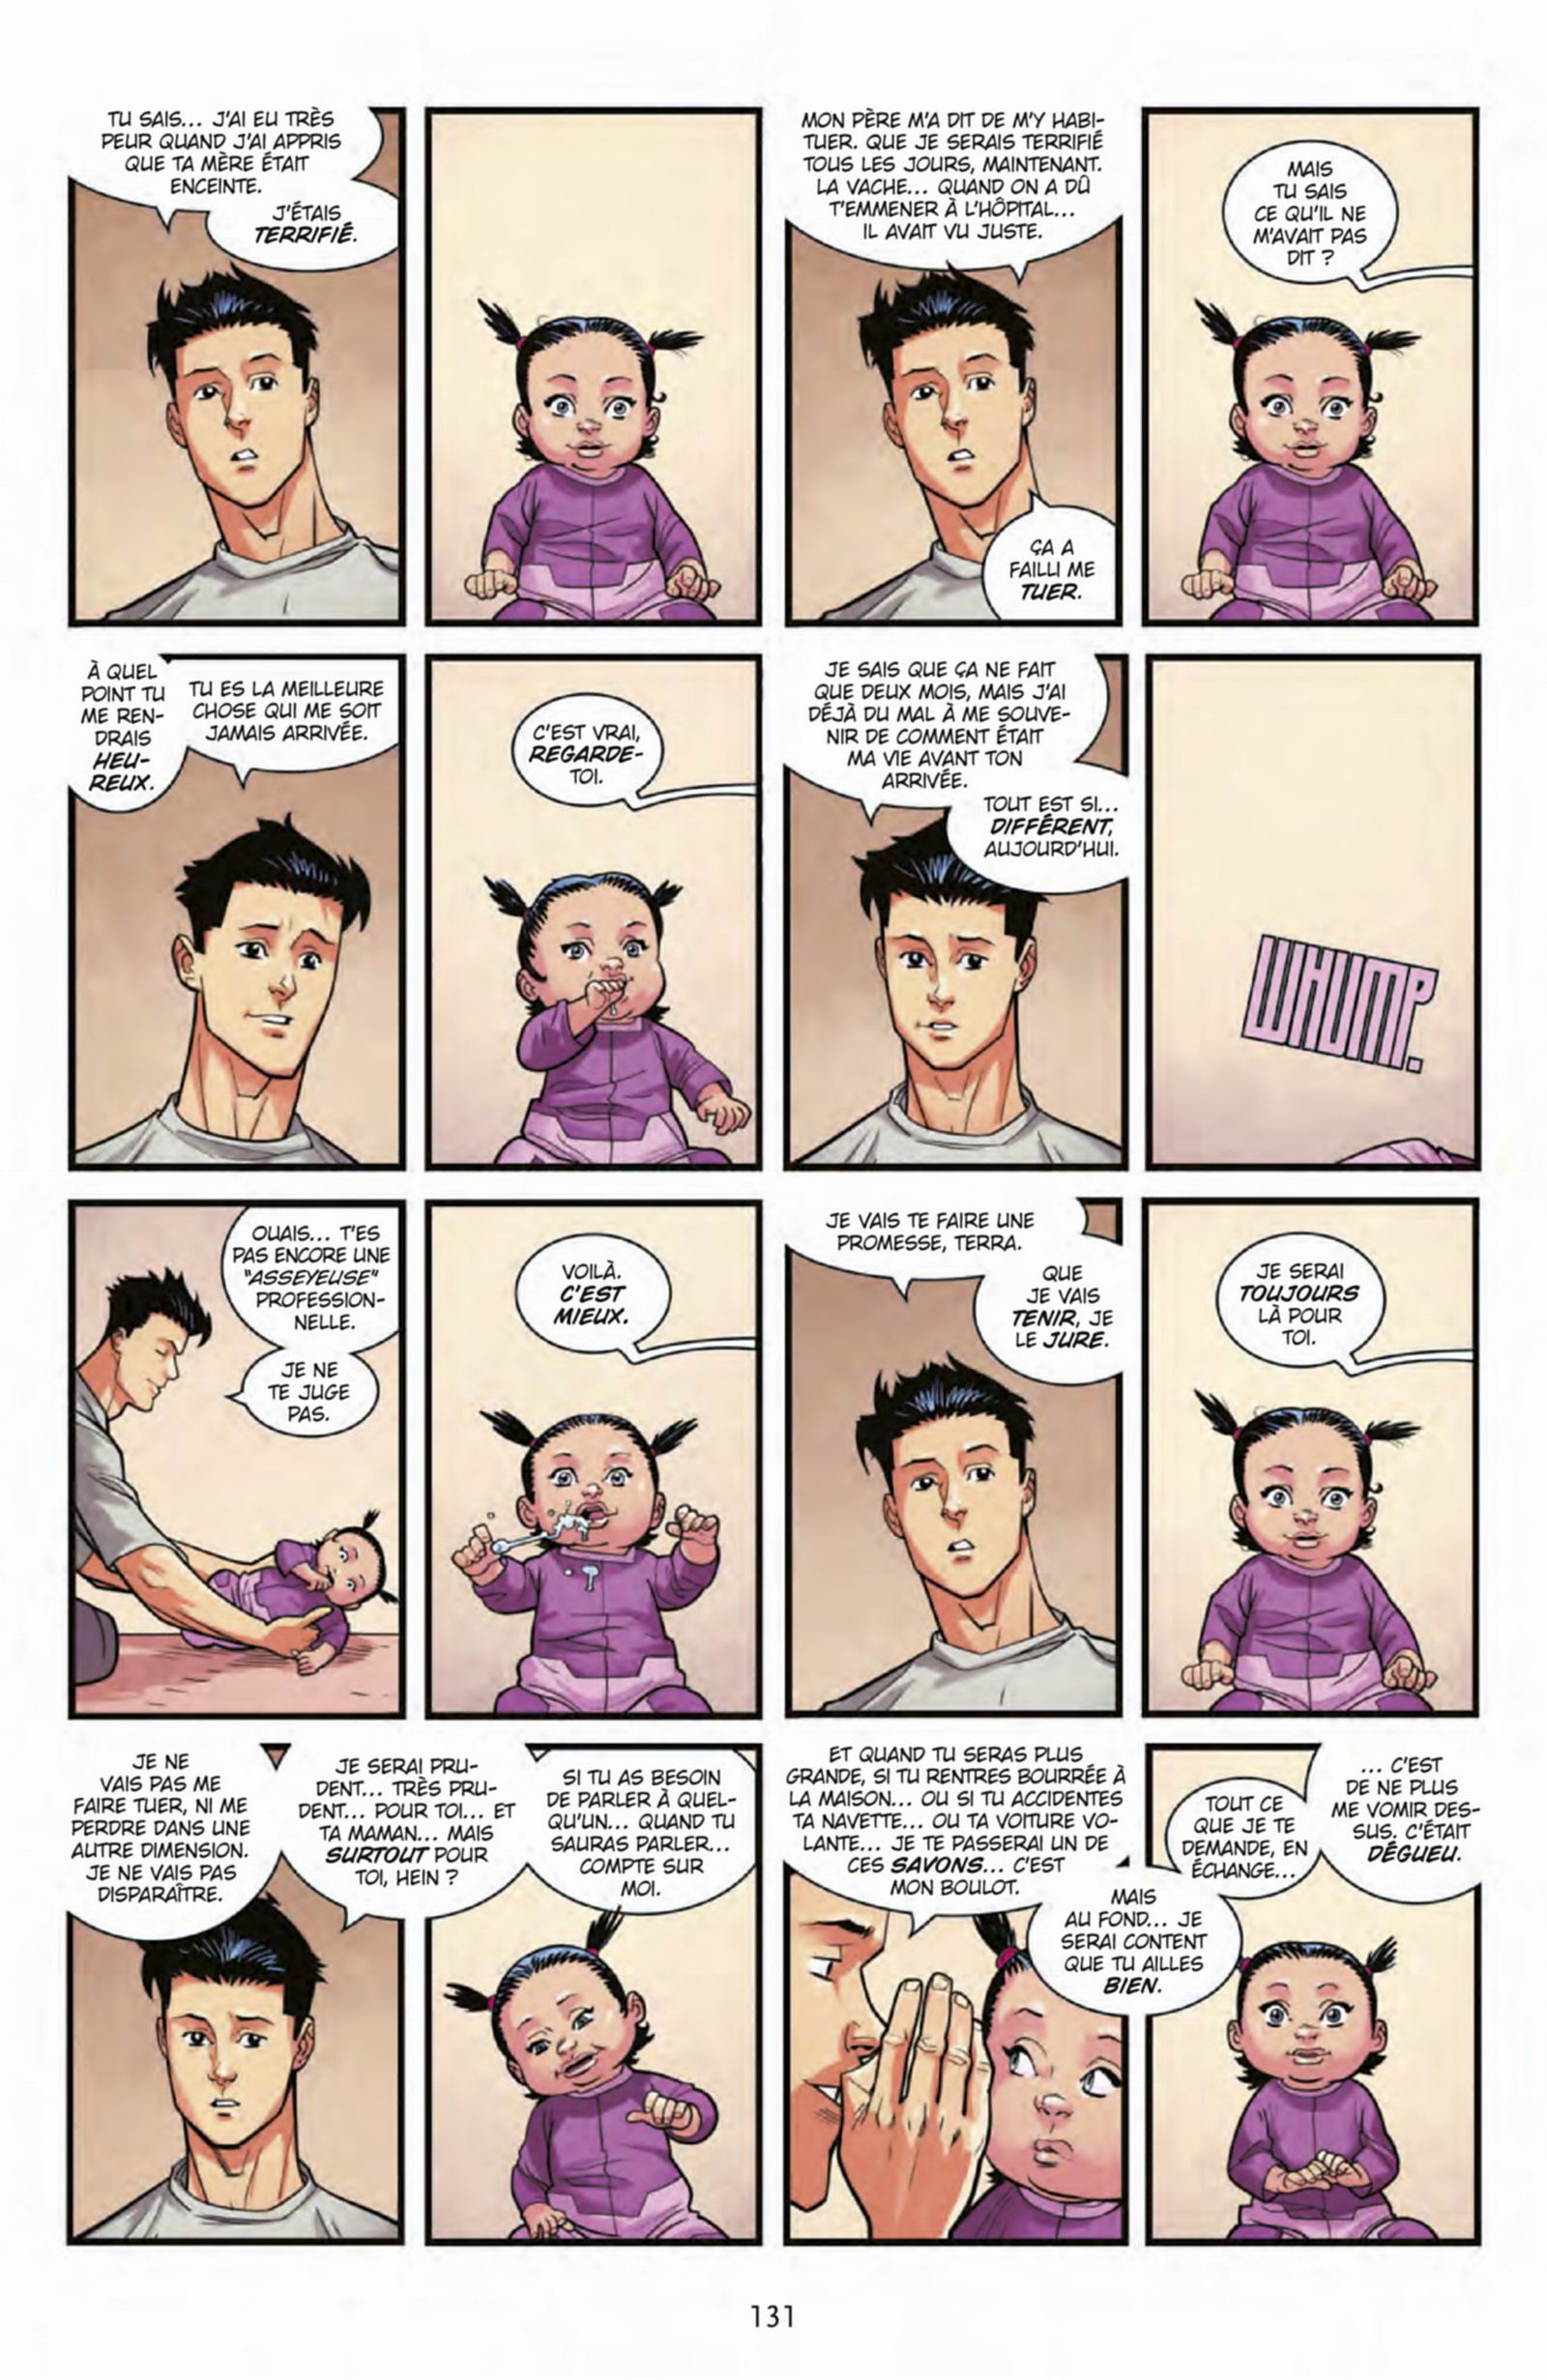 TU SAIS... J'AI EU TRÈS
PEUR QUAND J'AI APPRIS
QUE TA MÈRE ÉTAIT
ENCEINTE.
J'ÉTAIS
TERRIFIÉ.
MON PÈRE M'A DIT DE M'Y HABI-
TUER. QUE JE SERAIS TERRIFIÉ
TOUS LES JOURS, MAINTENANT.
LA VACHE... QUAND ON A DÛ
T'EMMENER À L'HÔPITAL...
IL AVAIT VU JUSTE.
ÇA A
FAILLI ME
TUER.
MAIS
TU SAIS
CE QU'IL NE
M'AVAIT PAS
DIT ?
À QUEL
POINT TU
ME REN-
DRAIS
HEU-
REUX.
TU ES LA MEILLEURE
CHOSE QUI ME SOIT
JAMAIS ARRIVÉE.
C'EST VRAI,
REGARDE-
TOI.
JE SAIS QUE ÇA NE FAIT
QUE DEUX MOIS, MAIS J'AI
DÉJÀ DU MAL À ME SOUVE-
NIR DE COMMENT ÉTAIT
MA VIE AVANT TON
ARRIVÉE.
TOUT EST SI...
DIFFÉRENT,
AUJOURD'HUI.
WHUMP.
OUAIS... T'ES
PAS ENCORE UNE
"ASSEYEUSE"
PROFESSION-
NELLE.
JE NE
TE JUGE
PAS.
VOILÀ.
C'EST
MIEUX.
JE VAIS TE FAIRE UNE
PROMESSE, TERRA.
QUE
JE VAIS
TENIR, JE
LE JURE.
JE SERAI
TOUJOURS
LÀ POUR
TOI.
JE NE
VAIS PAS ME
FAIRE TUER, NI ME
PERDRE DANS UNE
AUTRE DIMENSION.
JE NE VAIS PAS
DISPARAÎTRE.
JE SERAI PRU-
DENT... TRÈS PRU-
DENT... POUR TOI... ET
TA MAMAN... MAIS
SURTOUT POUR
TOI, HEIN ?
SI TU AS BESOIN
DE PARLER À QUEL-
QU'UN... QUAND TU
SAURAS PARLER...
COMPTE SUR
MOI.
ET QUAND TU SERAS PLUS
GRANDE, SI TU RENTRES BOURRÉE À
LA MAISON... OU SI TU ACCIDENTES
TA NAVETTE... OU TA VOITURE VO-
LANTE... JE TE PASSERAI UN DE
CES SAVONS... C'EST
MON BOULOT.
MAIS
AU FOND... JE
SERAI CONTENT
QUE TU AILLES
BIEN.
TOUT CE
QUE JE TE
DEMANDE, EN
ÉCHANGE...
... C'EST
DE NE PLUS
ME VOMIR DES-
SUS. C'ÉTAIT
DÉGUEU.
131